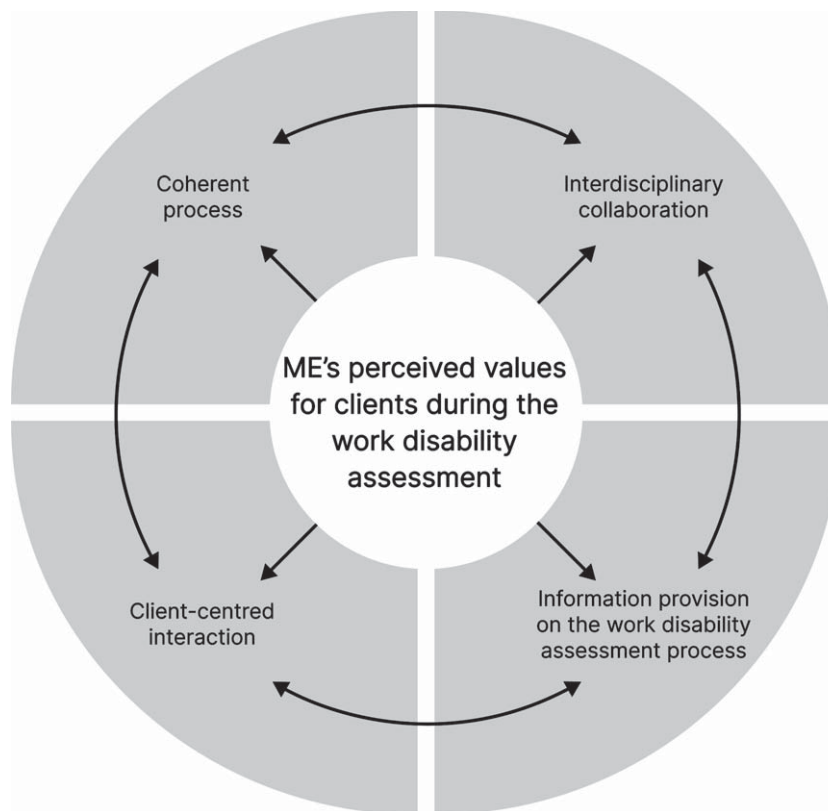 Coherent
process
Interdisciplinary
collaboration
ME's perceived values
for clients during the
work disability
assessment
Client-centred
interaction
Information provision
on the work disability
assessment process